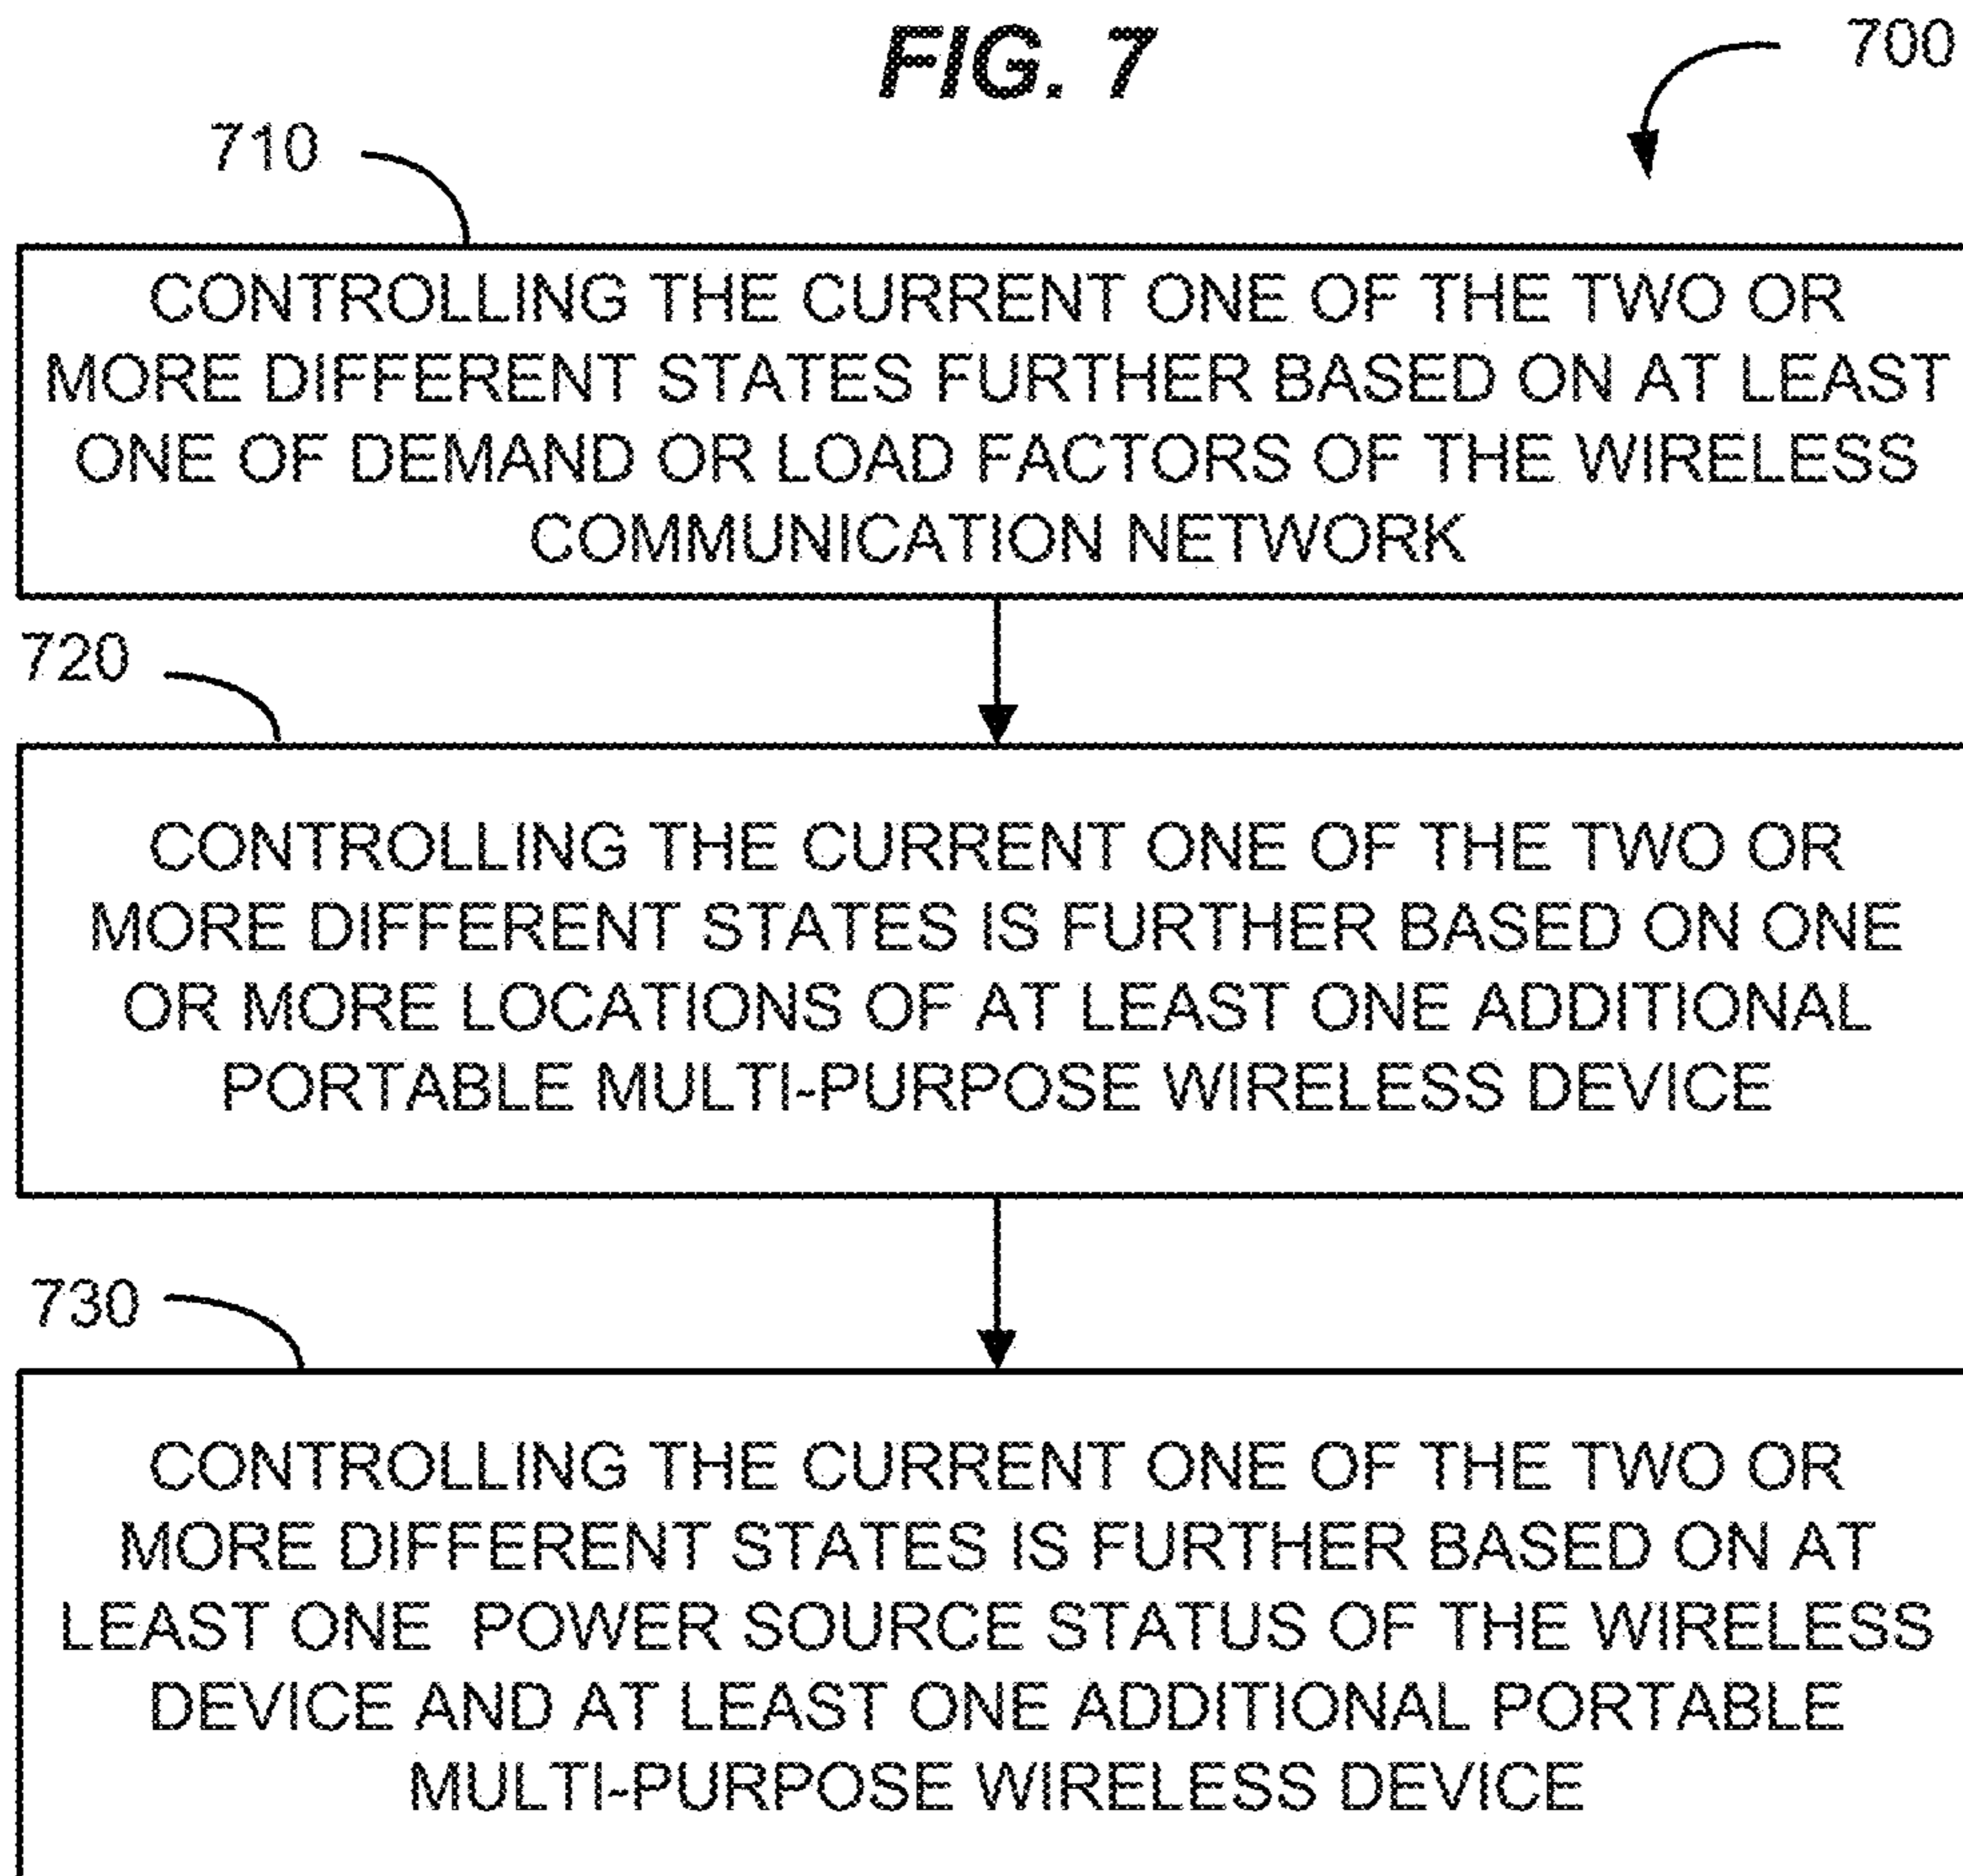 FIG. 7
700
710
CONTROLLING THE CURRENT ONE OF THE TWO OR
MORE DIFFERENT STATES FURTHER BASED ON AT LEAST
ONE OF DEMAND OR LOAD FACTORS OF THE WIRELESS
COMMUNICATION NETWORK
720
CONTROLLING THE CURRENT ONE OF THE TWO OR
MORE DIFFERENT STATES IS FURTHER BASED ON ONE
OR MORE LOCATIONS OF AT LEAST ONE ADDITIONAL
PORTABLE MULTI-PURPOSE WIRELESS DEVICE
730
CONTROLLING THE CURRENT ONE OF THE TWO OR
MORE DIFFERENT STATES IS FURTHER BASED ON AT
LEAST ONE POWER SOURCE STATUS OF THE WIRELESS
DEVICE AND AT LEAST ONE ADDITIONAL PORTABLE
MULTI-PURPOSE WIRELESS DEVICE